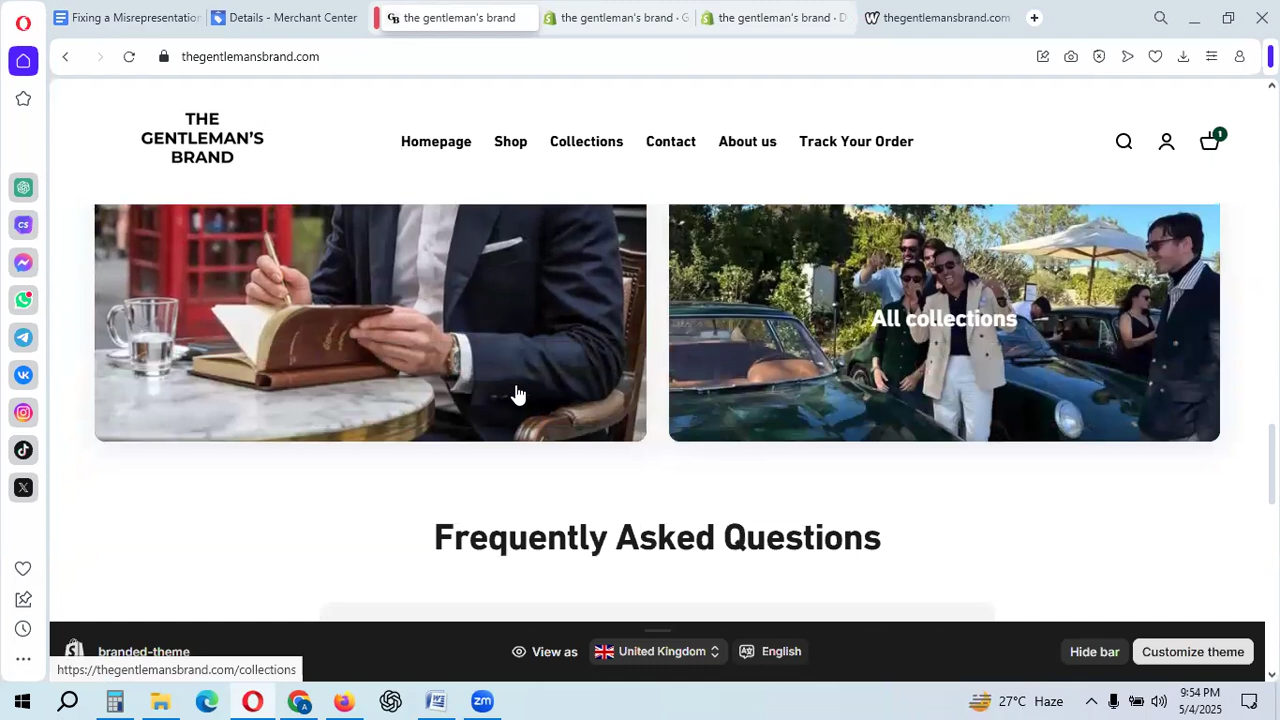 Fixing a Misrepresentation
Details - Merchant Center
GB the gentleman's brand
the gentleman's brand · G
the gentleman's brand · D
thegentlemansbrand.com
thegentlemansbrand.com
THE
GENTLEMAN'S
BRAND
Homepage Shop Collections Contact About us Track Your Order
1
All collections
Frequently Asked Questions
branded-theme
View as United Kingdom English
Hide bar Customize theme
https://thegentlemansbrand.com/collections
27°C Haze
9:54 PM
5/4/2025